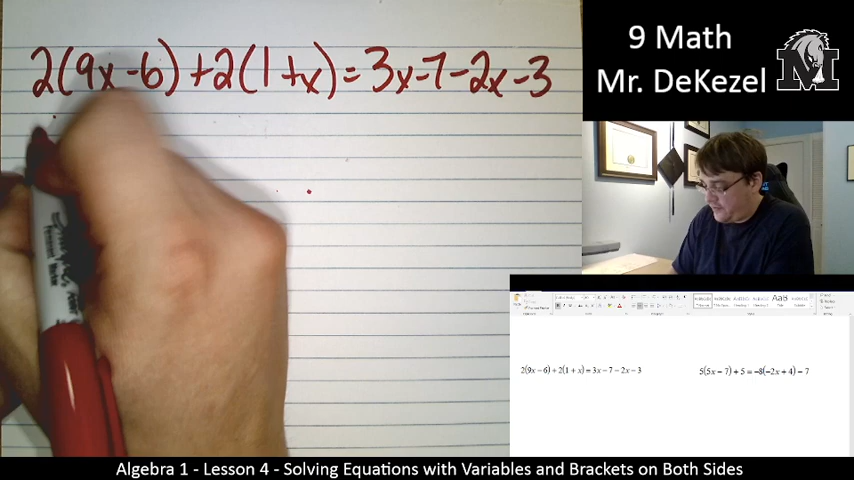 2(9x-6)+2(1+x)=3x-7-2x-3
9 Math
Mr. DeKezel
M
2(9x − 6) + 2(1 + x) = 3x − 7 − 2x − 3
5(5x − 7) + 5 = −8(−2x + 4) − 7
Algebra 1 - Lesson 4 - Solving Equations with Variables and Brackets on Both Sides